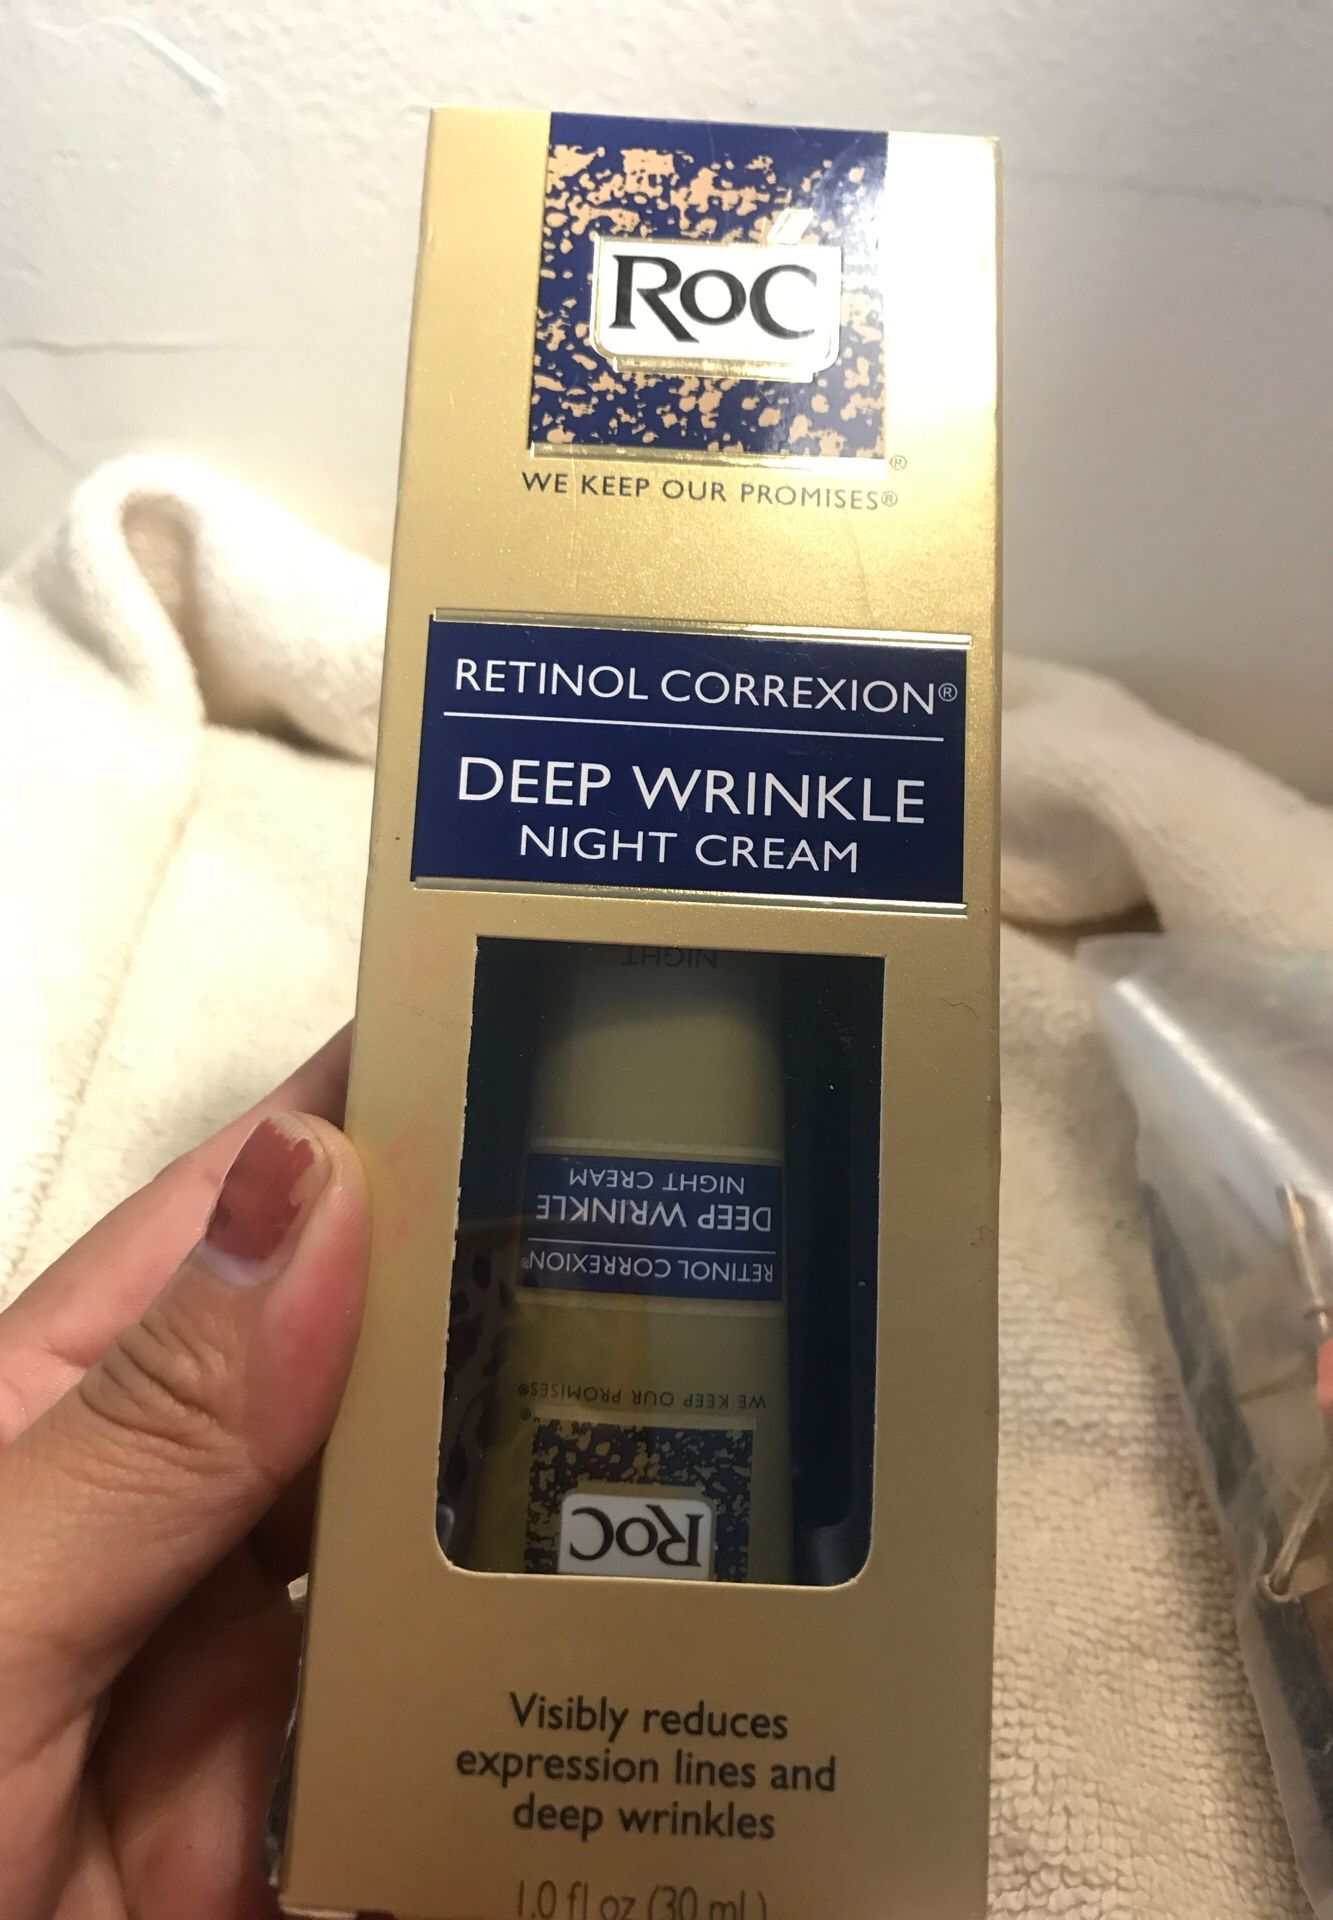 RoC
®
WE KEEP OUR PROMISES®
RETINOL CORREXION®
DEEP WRINKLE
NIGHT CREAM
NIGHT
NIGHT CREAM
DEEP WRINKLE
RETINOL CORREXION®
WE KEEP OUR PROMISES®
®
RoC
Visibly reduces
expression lines and
deep wrinkles
1.0 fl oz (30 mL)